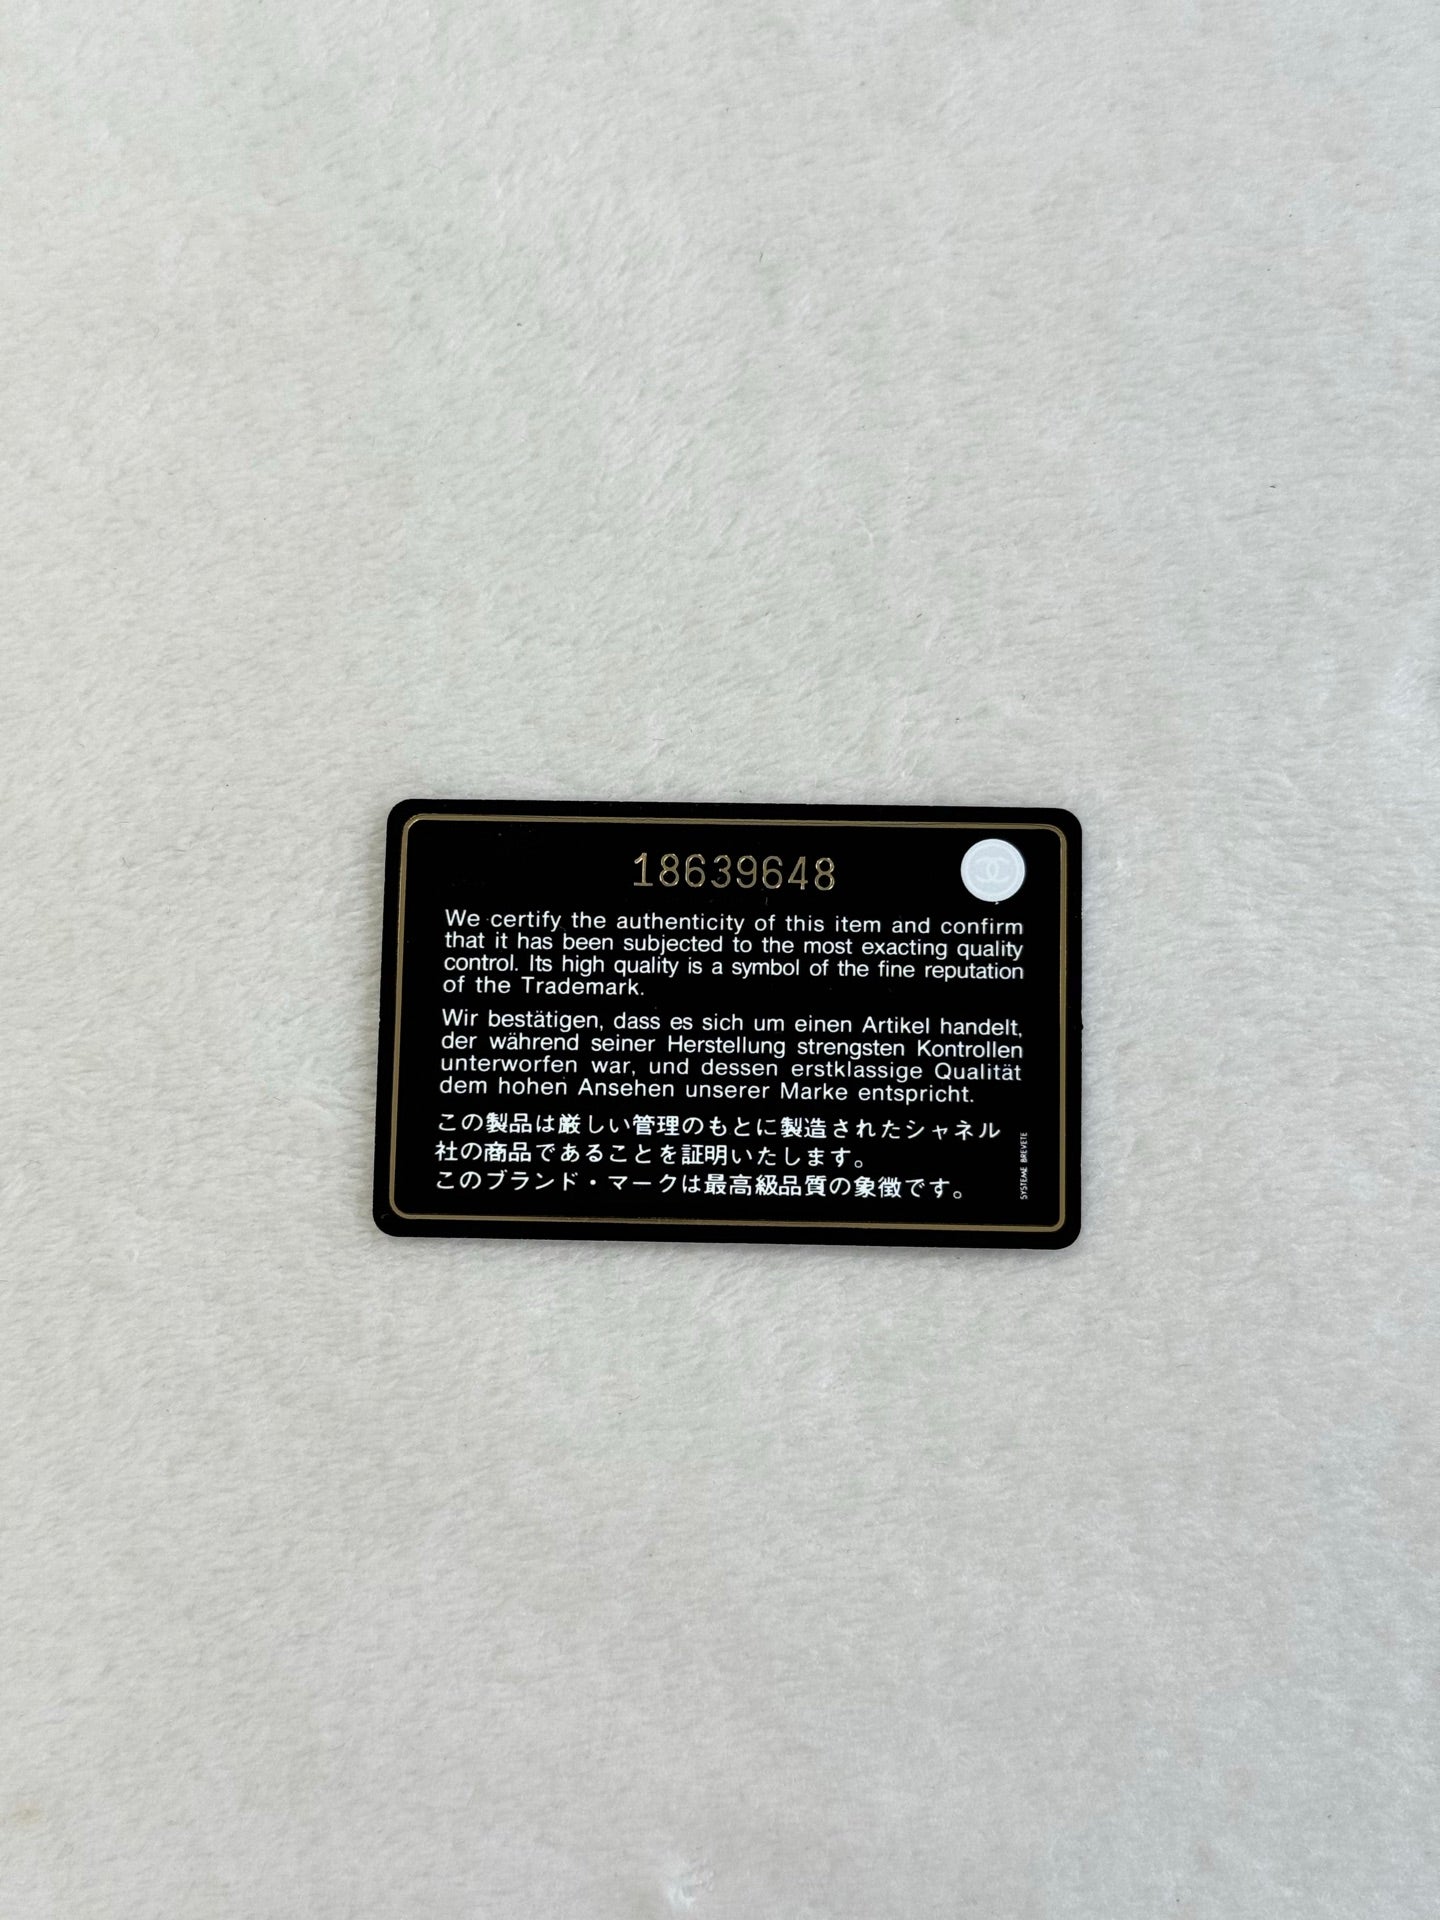 18639648
We certify the authenticity of this item and confirm
that it has been subjected to the most exacting quality
control. Its high quality is a symbol of the fine reputation
of the Trademark.
Wir bestätigen, dass es sich um einen Artikel handelt,
der während seiner Herstellung strengsten Kontrollen
unterworfen war, und dessen erstklassige Qualität
dem hohen Ansehen unserer Marke entspricht.
この製品は厳しい管理のもとに製造されたシャネル
社の商品であることを証明いたします。
このブランド・マークは最高級品質の象徴です。
SYSTEME BREVETE